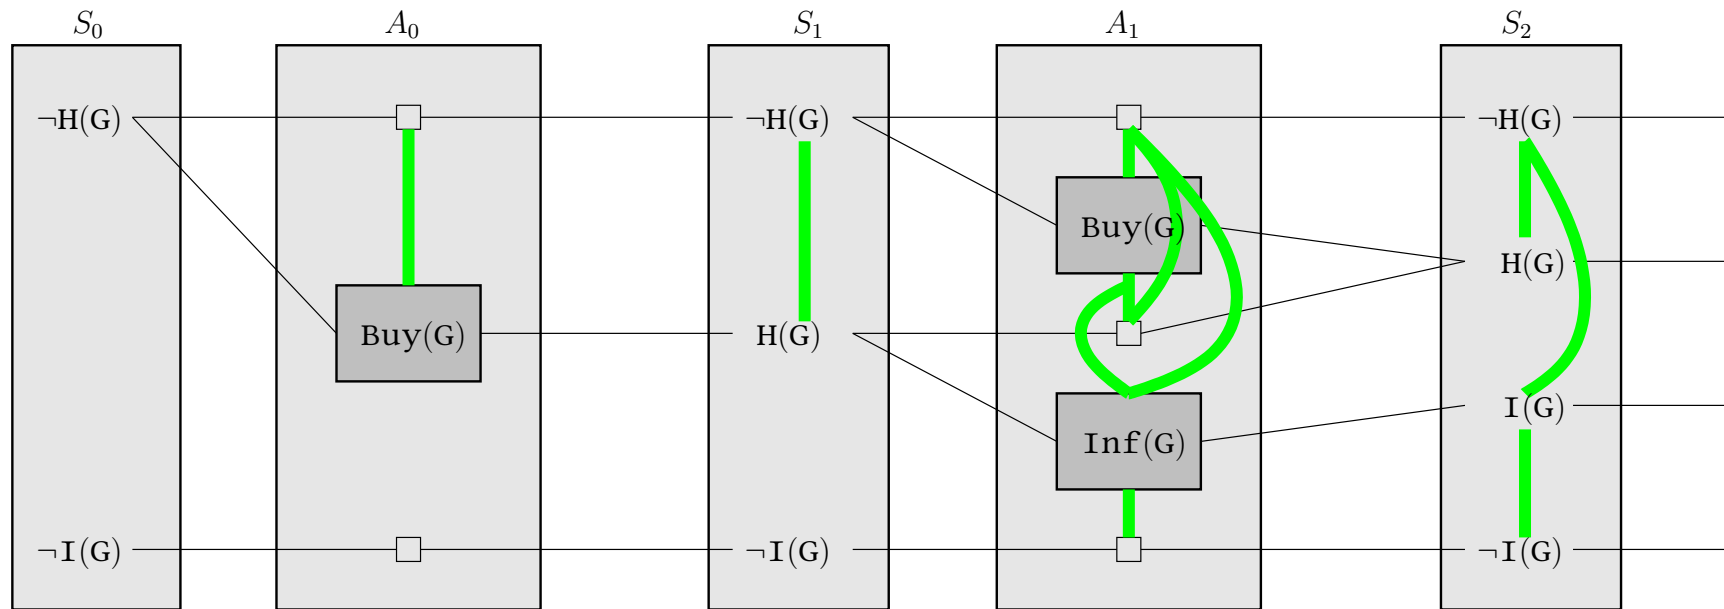 S₀ A₀ S₁ A₁ S₂
¬H(G) ¬H(G) ¬H(G)
Buy(G) H(G)
Buy(G) H(G)
I(G)
Inf(G)
¬I(G) ¬I(G) ¬I(G)